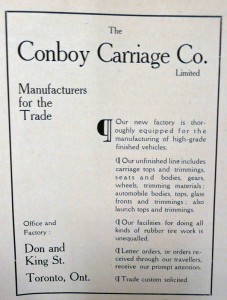 The
Conboy Carriage Co.
Limited
Manufacturers
for the
Trade
¶ Our new factory is thor-
oughly equipped for the
manufacturing of high-grade
finished vehicles.
¶ Our unfinished line includes
carriage tops and trimmings,
seats and bodies, gears,
wheels, trimming materials;
automobile bodies, tops, glass
fronts and trimmings; also
launch tops and trimmings.
¶ Our facilities for doing all
kinds of rubber tire work is
unequalled.
¶ Letter orders, or orders re-
ceived through our travellers,
receive our prompt attention.
¶ Trade custom solicited.
Office and
Factory:
Don and
King St.
Toronto, Ont.